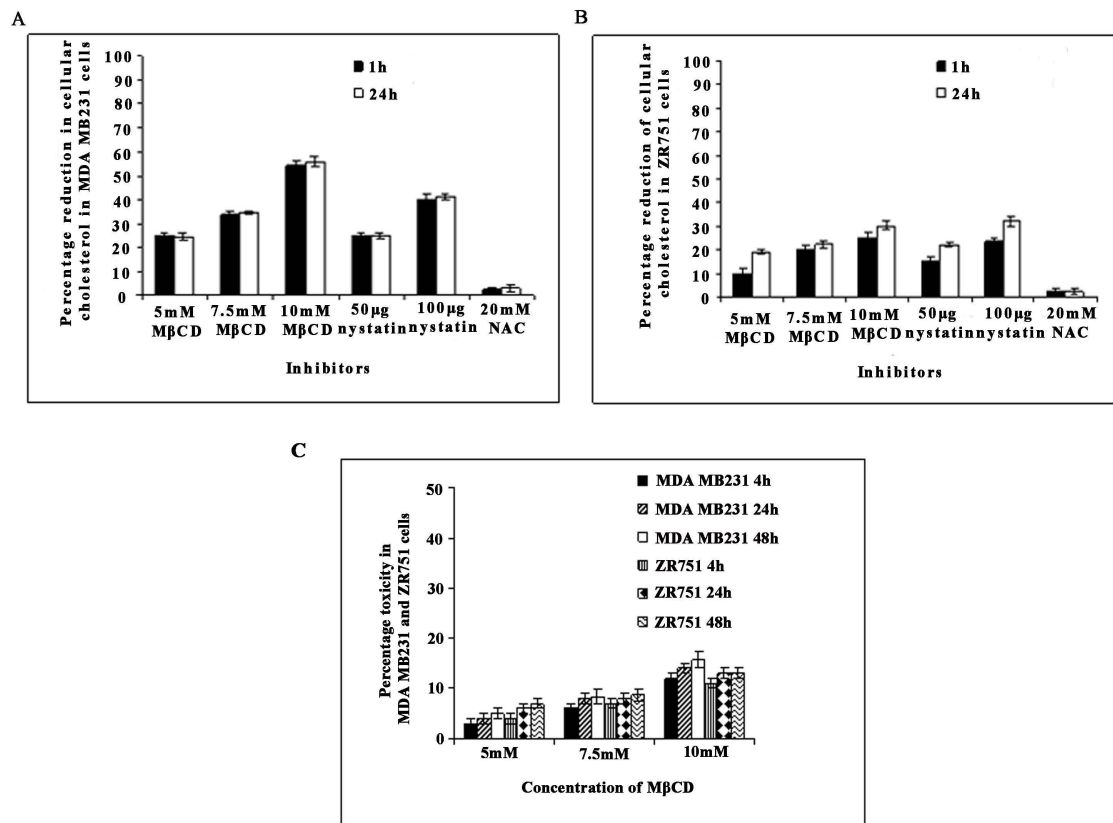 A
Percentage reduction in cellular
cholesterol in MDA MB231 cells
100
90
80
70
60
50
40
30
20
10
0
1h
24h
5mM 7.5mM 10mM 50µg 100µg 20mM
MβCD MβCD MβCD nystatin nystatin NAC
Inhibitors
B
Percentage reduction of cellular
cholesterol in ZR751 cells
100
90
80
70
60
50
40
30
20
10
0
1h
24h
5mM 7.5mM 10mM 50µg 100µg 20mM
MβCD MβCD MβCD nystatin nystatin NAC
Inhibitors
C
Percentage toxicity in
MDA MB231 and ZR751 cells
50
40
30
20
10
0
MDA MB231 4h
MDA MB231 24h
MDA MB231 48h
ZR751 4h
ZR751 24h
ZR751 48h
5mM 7.5mM 10mM
Concentration of MβCD